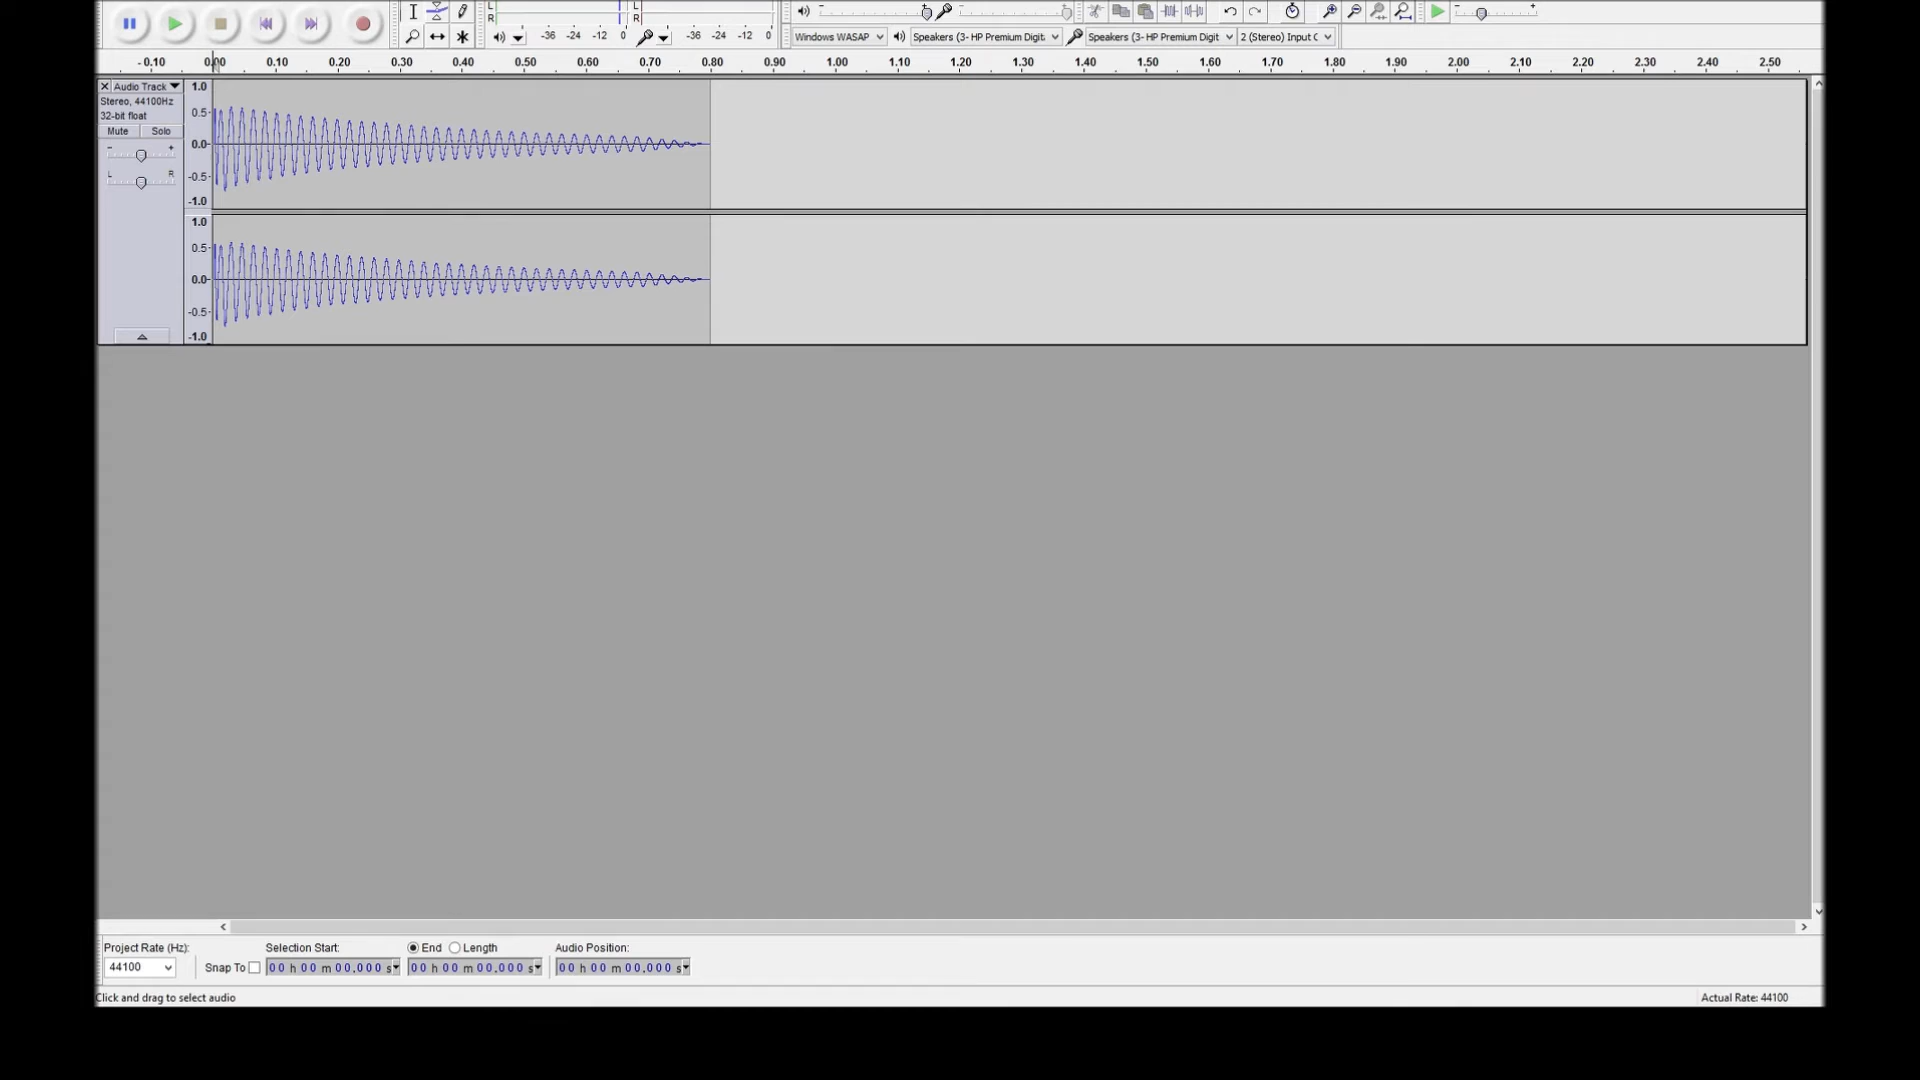 L
R
-36 -24 -12 0
L
R
-36 -24 -12 0
Windows WASAP
Speakers (3- HP Premium Digit
Speakers (3- HP Premium Digit
2 (Stereo) Input C
- 0.10 0.00 0.10 0.20 0.30 0.40 0.50 0.60 0.70 0.80 0.90 1.00 1.10 1.20 1.30 1.40 1.50 1.60 1.70 1.80 1.90 2.00 2.10 2.20 2.30 2.40 2.50
Audio Track
Stereo, 44100Hz
32-bit float
Mute Solo
- +
L R
1.0
0.5
0.0
-0.5
-1.0
1.0
0.5
0.0
-0.5
-1.0
Project Rate (Hz): Selection Start: End Length Audio Position:
44100 Snap To 00 h 00 m 00.000 s 00 h 00 m 00.000 s 00 h 00 m 00.000 s
Click and drag to select audio
Actual Rate: 44100